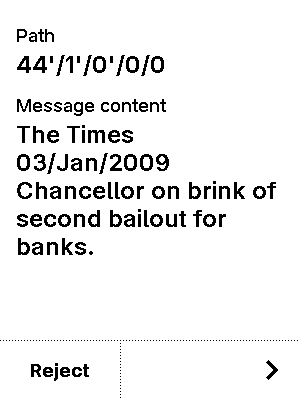 Path
44'/1'/0'/0/0
Message content
The Times
03/Jan/2009
Chancellor on brink of
second bailout for
banks.
Reject